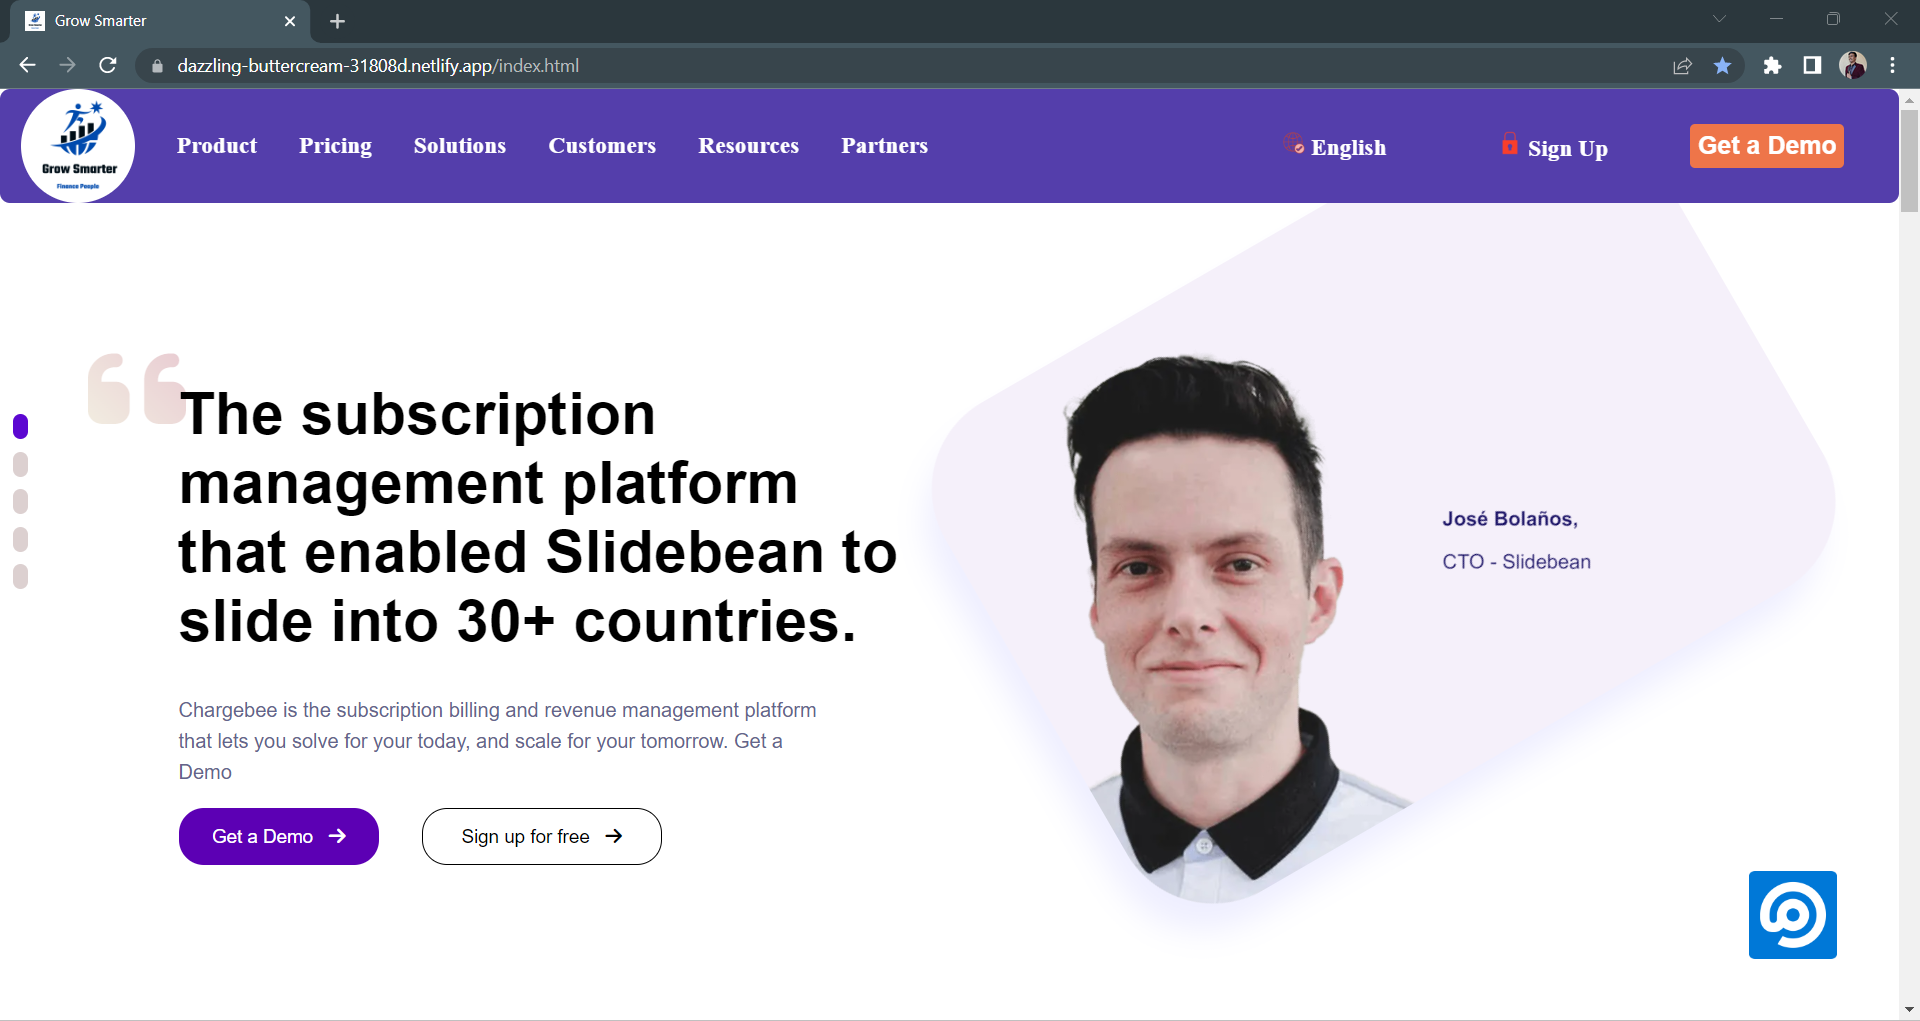 Grow Smarter
dazzling-buttercream-31808d.netlify.app/index.html
Grow Smarter
Finance People
Product
Pricing
Solutions
Customers
Resources
Partners
English
Sign Up
Get a Demo
The subscription
management platform
that enabled Slidebean to
slide into 30+ countries.
José Bolaños,
CTO - Slidebean
Chargebee is the subscription billing and revenue management platform
that lets you solve for your today, and scale for your tomorrow. Get a
Demo
Get a Demo
Sign up for free